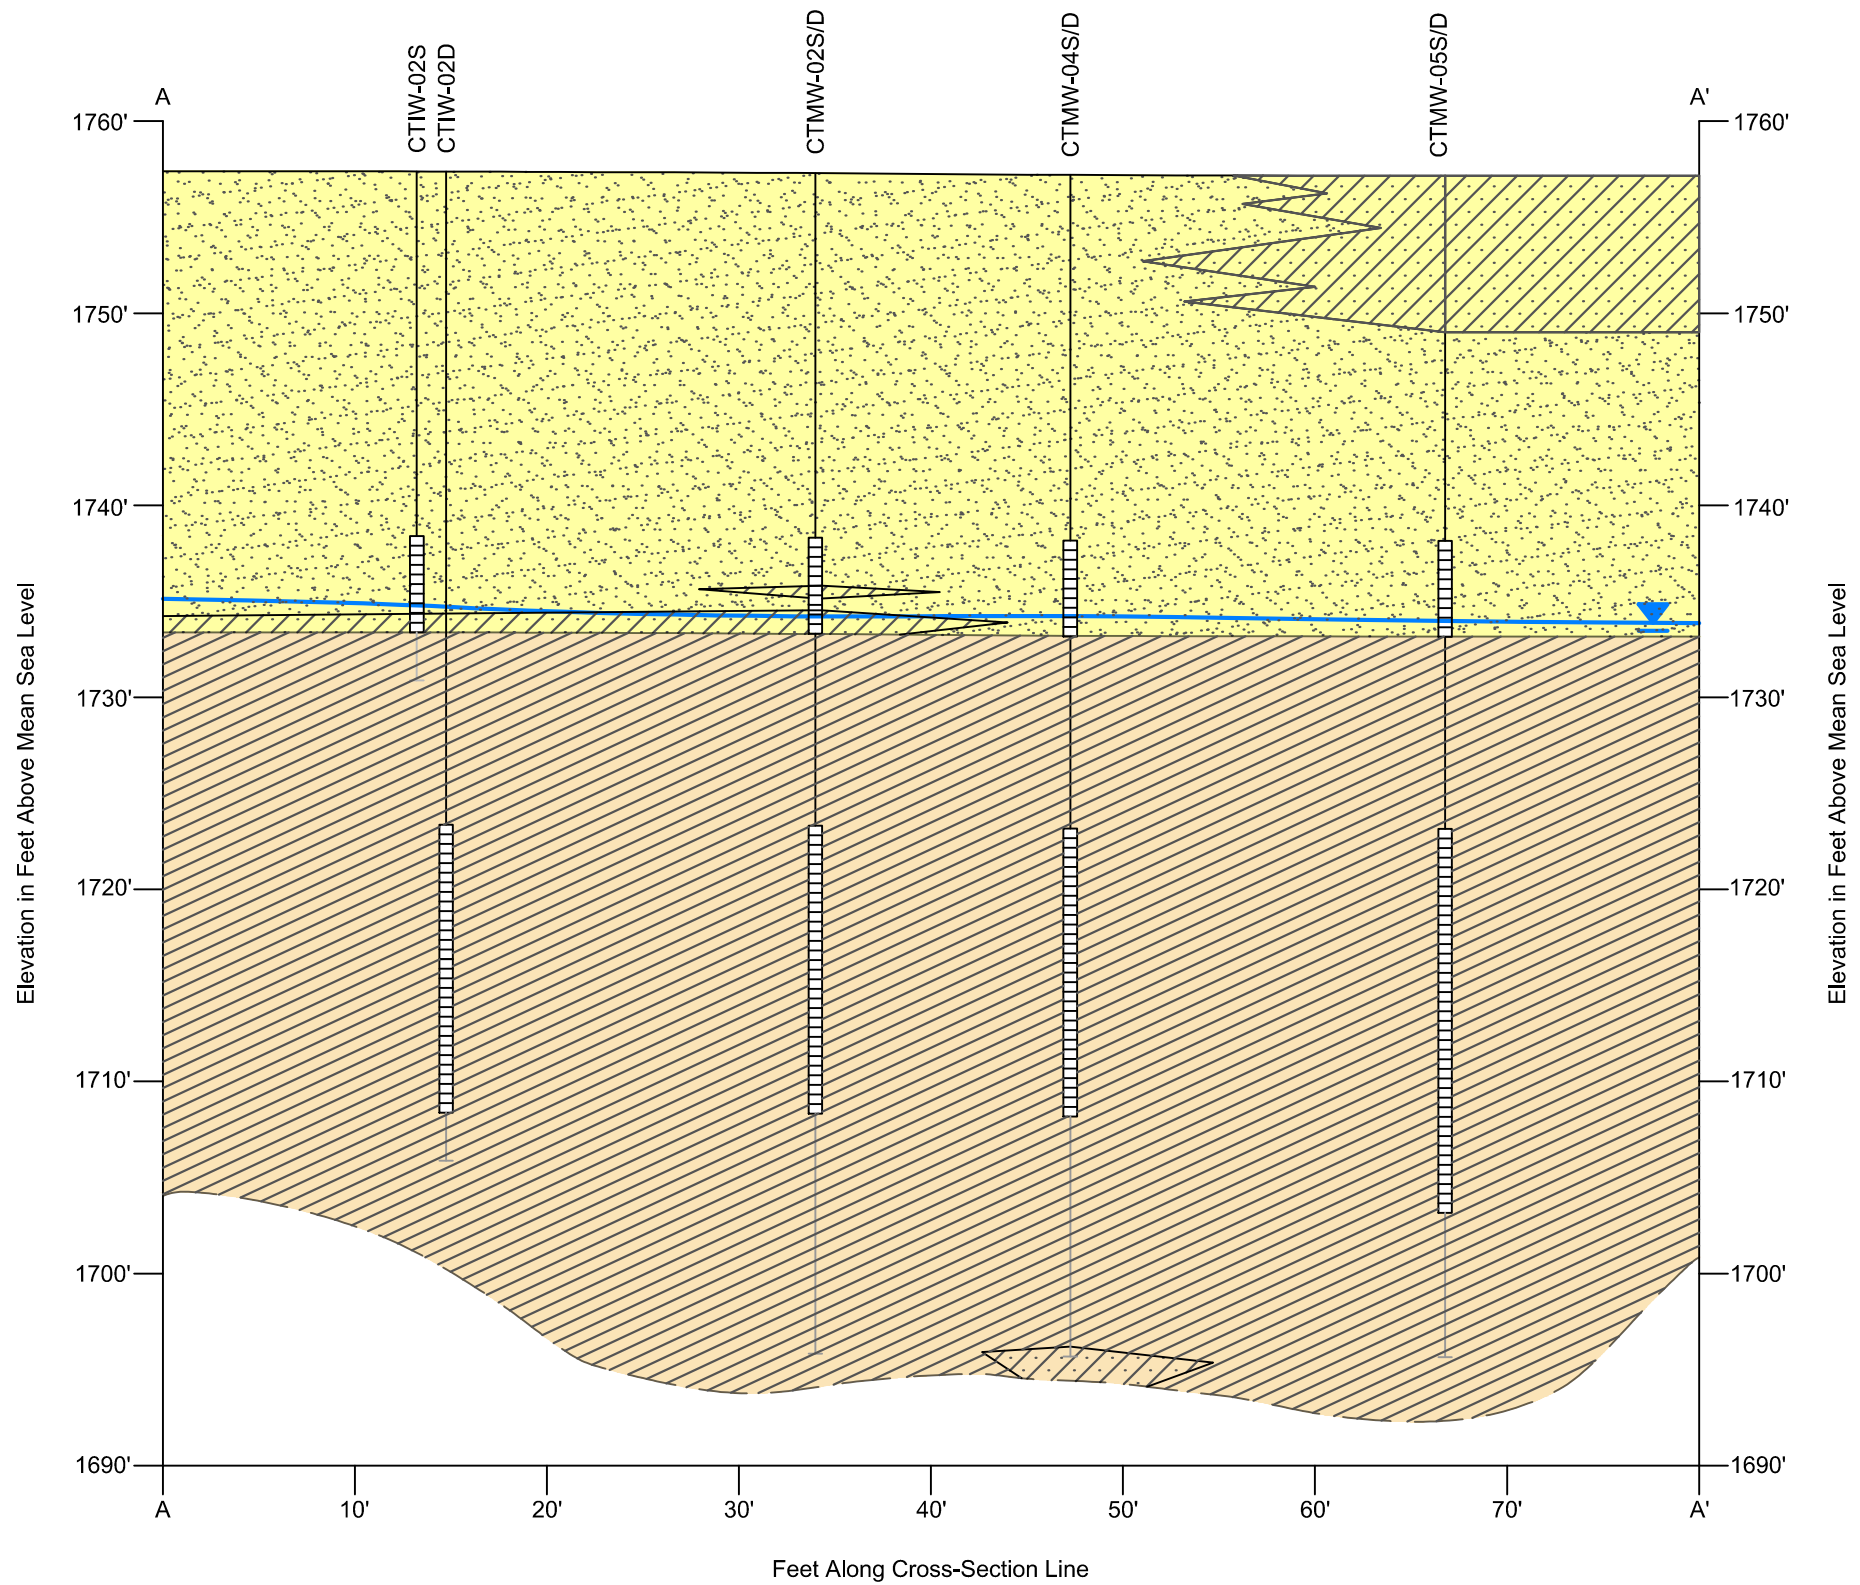 CTIW-02S
CTIW-02D
CTMW-02S/D
CTMW-04S/D
CTMW-05S/D
A
A'
1760'
1760'
1750'
1750'
1740'
1740'
1730'
1730'
1720'
1720'
1710'
1710'
1700'
1700'
1690'
1690'
Elevation in Feet Above Mean Sea Level
Elevation in Feet Above Mean Sea Level
A
10'
20'
30'
40'
50'
60'
70'
A'
Feet Along Cross-Section Line